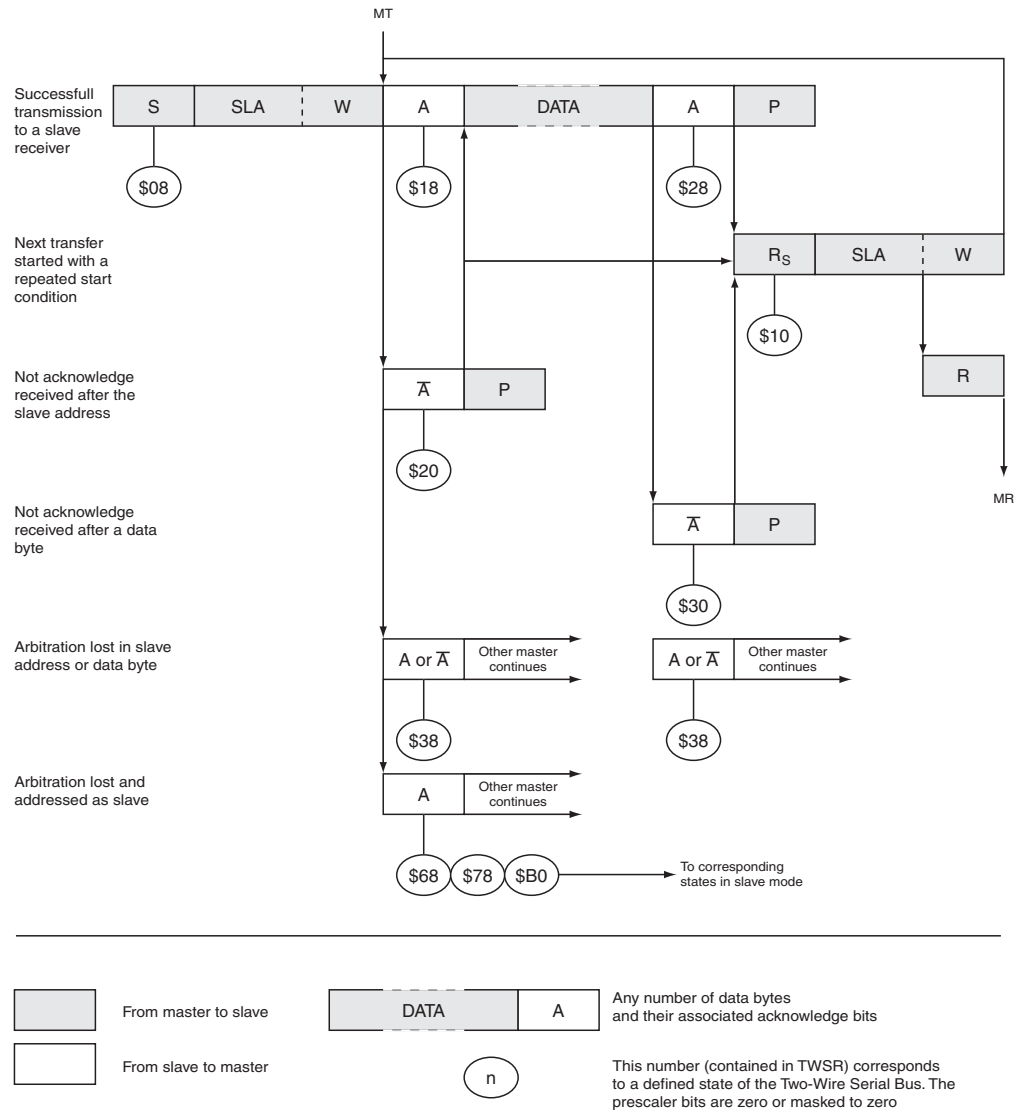 MT
Successfull
transmission
to a slave
receiver
S SLA W A DATA A P
$08 $18 $28
Next transfer
started with a
repeated start
condition
RS SLA W
$10
Not acknowledge
received after the
slave address
A̅ P
R
$20
MR
Not acknowledge
received after a data
byte
A̅ P
$30
Arbitration lost in slave
address or data byte
A or A̅
Other master
continues
A or A̅
Other master
continues
$38 $38
Arbitration lost and
addressed as slave
A
Other master
continues
$68 $78 $B0
To corresponding
states in slave mode
From master to slave
DATA A
Any number of data bytes
and their associated acknowledge bits
From slave to master
n
This number (contained in TWSR) corresponds
to a defined state of the Two-Wire Serial Bus. The
prescaler bits are zero or masked to zero